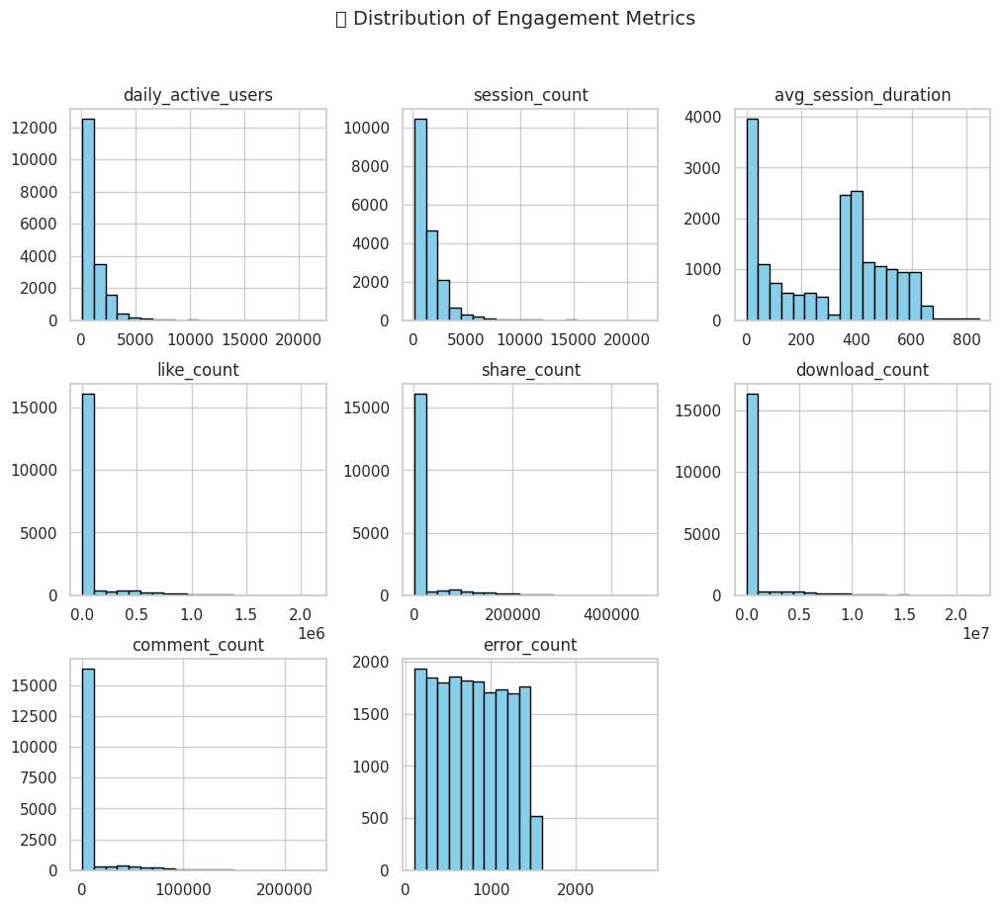 ▯ Distribution of Engagement Metrics
daily_active_users
12000
10000
8000
6000
4000
2000
0
0 5000 10000 15000 20000
session_count
10000
8000
6000
4000
2000
0
0 5000 10000 15000 20000
avg_session_duration
4000
3000
2000
1000
0
0 200 400 600 800
like_count
15000
10000
5000
0
0.0 0.5 1.0 1.5 2.0
1e6
share_count
15000
10000
5000
0
0 200000 400000
download_count
15000
10000
5000
0
0.0 0.5 1.0 1.5 2.0
1e7
comment_count
15000
12500
10000
7500
5000
2500
0
0 100000 200000
error_count
2000
1500
1000
500
0
0 1000 2000